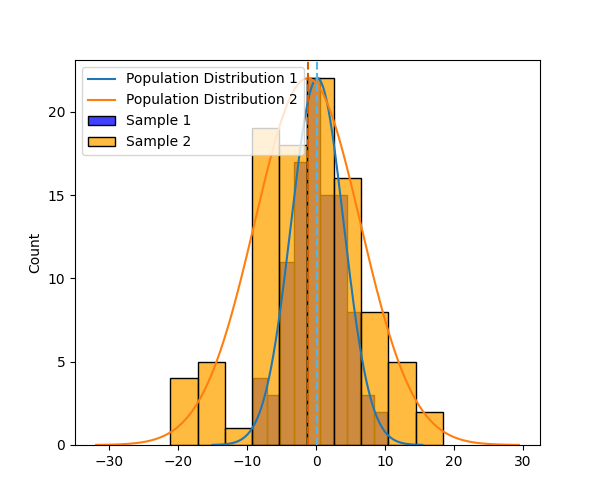 Population Distribution 1
Population Distribution 2
Sample 1
Sample 2
Count
20
15
10
5
0
−30 −20 −10 0 10 20 30